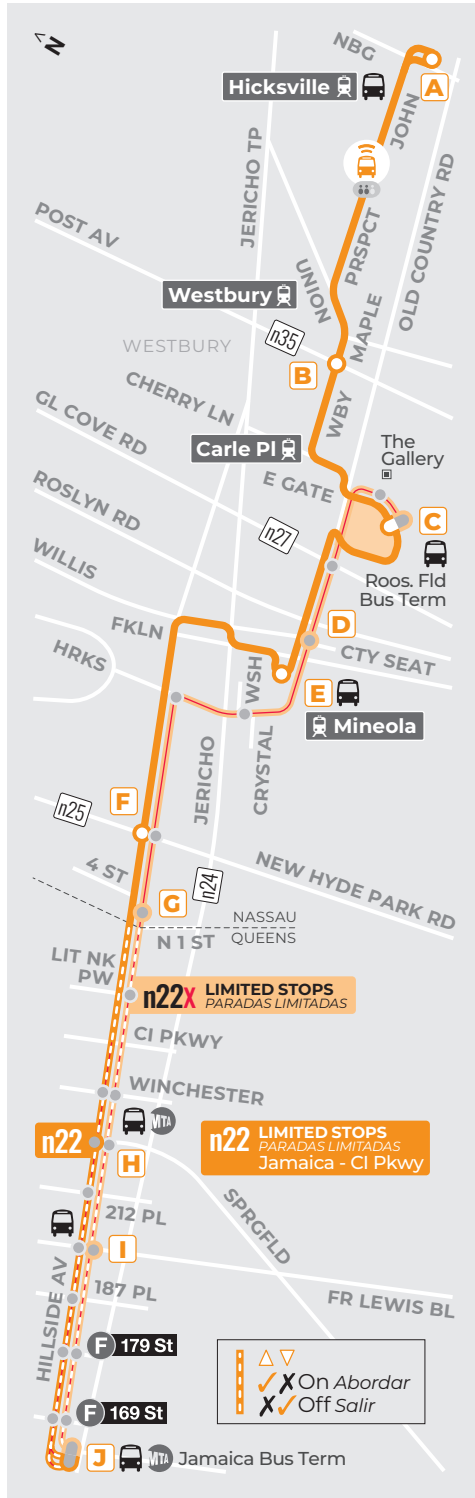 N
NBG
A
Hicksville
JOHN
JERICHO TP
OLD COUNTRY RD
POST AV
PRSPCT
UNION
Westbury
n35
MAPLE
WESTBURY
B
CHERRY LN
WBY
GL COVE RD
Carle Pl
The
Gallery
E GATE
ROSLYN RD
n27
C
WILLIS
Roos. Fld
Bus Term
FKLN
D
CTY SEAT
HRKS
WSH
E
Mineola
CRYSTAL
JERICHO
F
n25
4 ST
n24
NEW HYDE PARK RD
G
NASSAU
QUEENS
N 1 ST
LIT NK
PW
n22X LIMITED STOPS
PARADAS LIMITADAS
CI PKWY
WINCHESTER
MTA
n22
H
n22 LIMITED STOPS
PARADAS LIMITADAS
Jamaica - CI Pkwy
SPRGFLD
212 PL
I
187 PL
FR LEWIS BL
HILLSIDE AV
F 179 St
On Abordar
Off Salir
F 169 St
J
MTA
Jamaica Bus Term